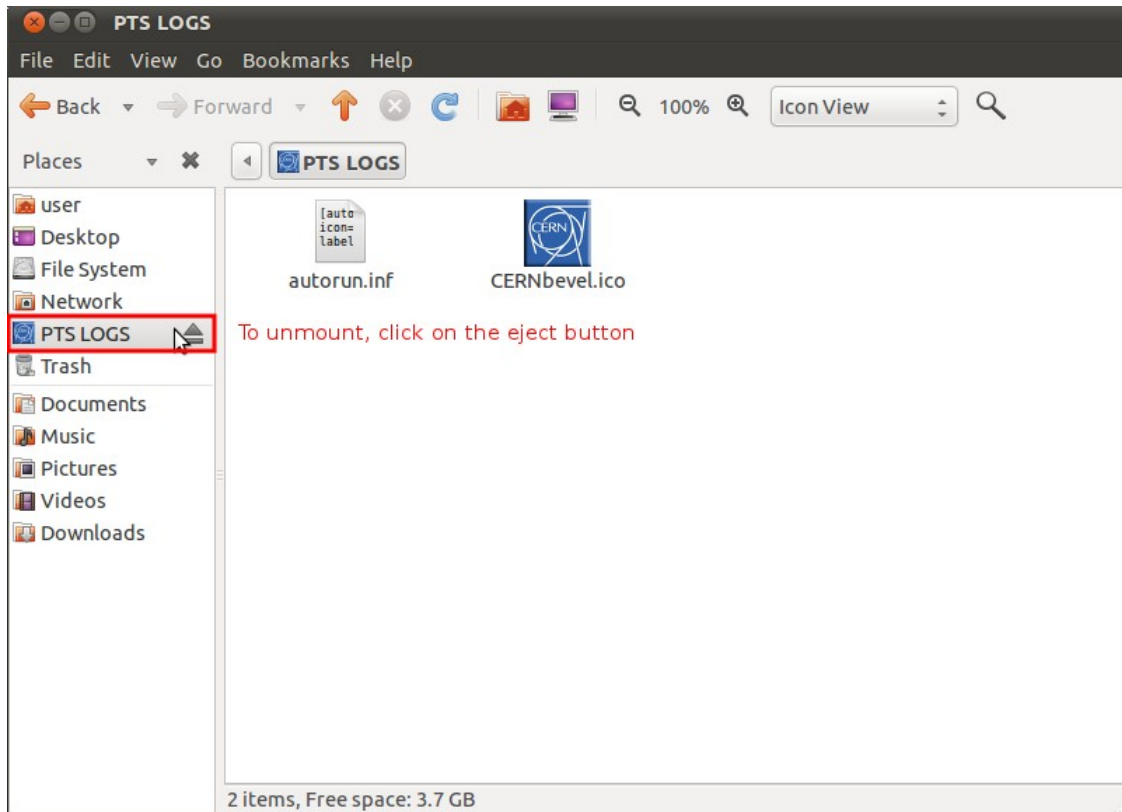 PTS LOGS
File Edit View Go Bookmarks Help
Back Forward 100% Icon View
Places PTS LOGS
user
Desktop
File System
Network
PTS LOGS
Trash
Documents
Music
Pictures
Videos
Downloads
[auto
icon=
label
autorun.inf
CERN
CERNbevel.ico
To unmount, click on the eject button
2 items, Free space: 3.7 GB